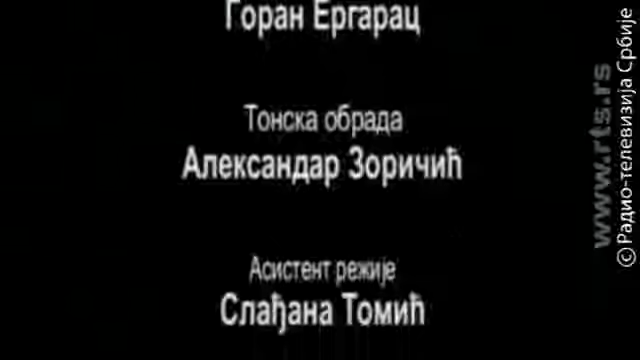 Горан Ергарац
Тонска обрада
Александар Зоричић
Асистент режије
Слађана Томић
www.rts.rs
© Радио-телевизија Србије